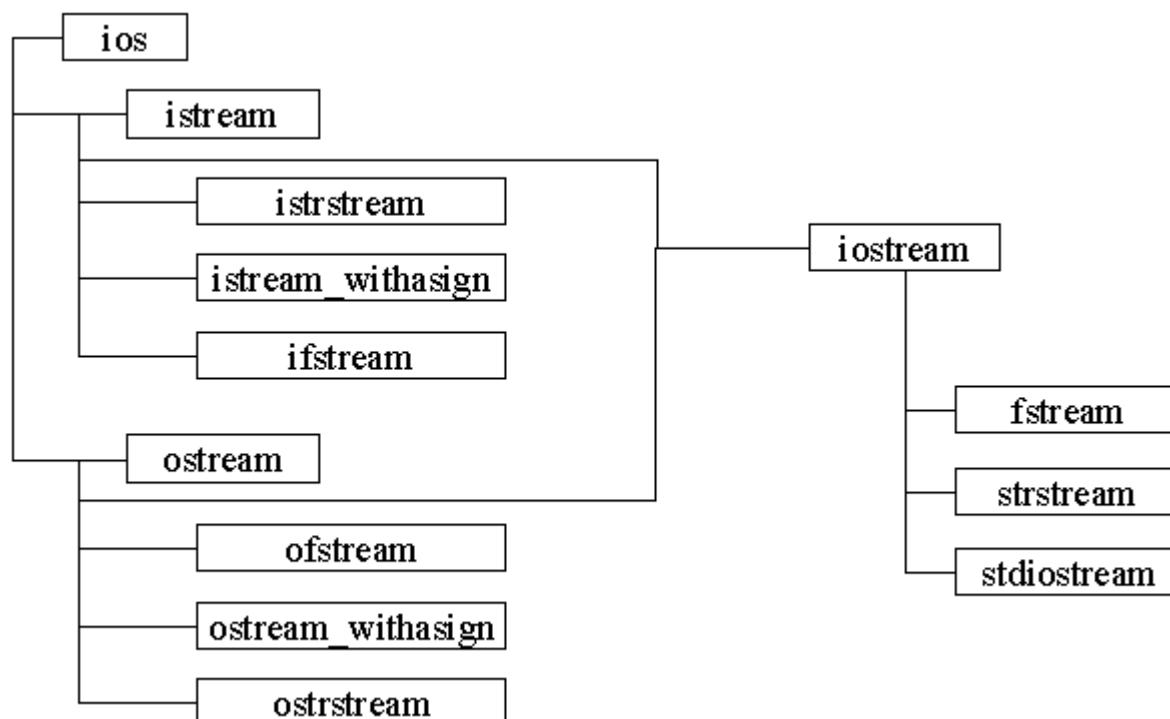 ios
istream
istrstream
istream_withasign
ifstream
ostream
ofstream
ostream_withasign
ostrstream
iostream
fstream
strstream
stdiostream